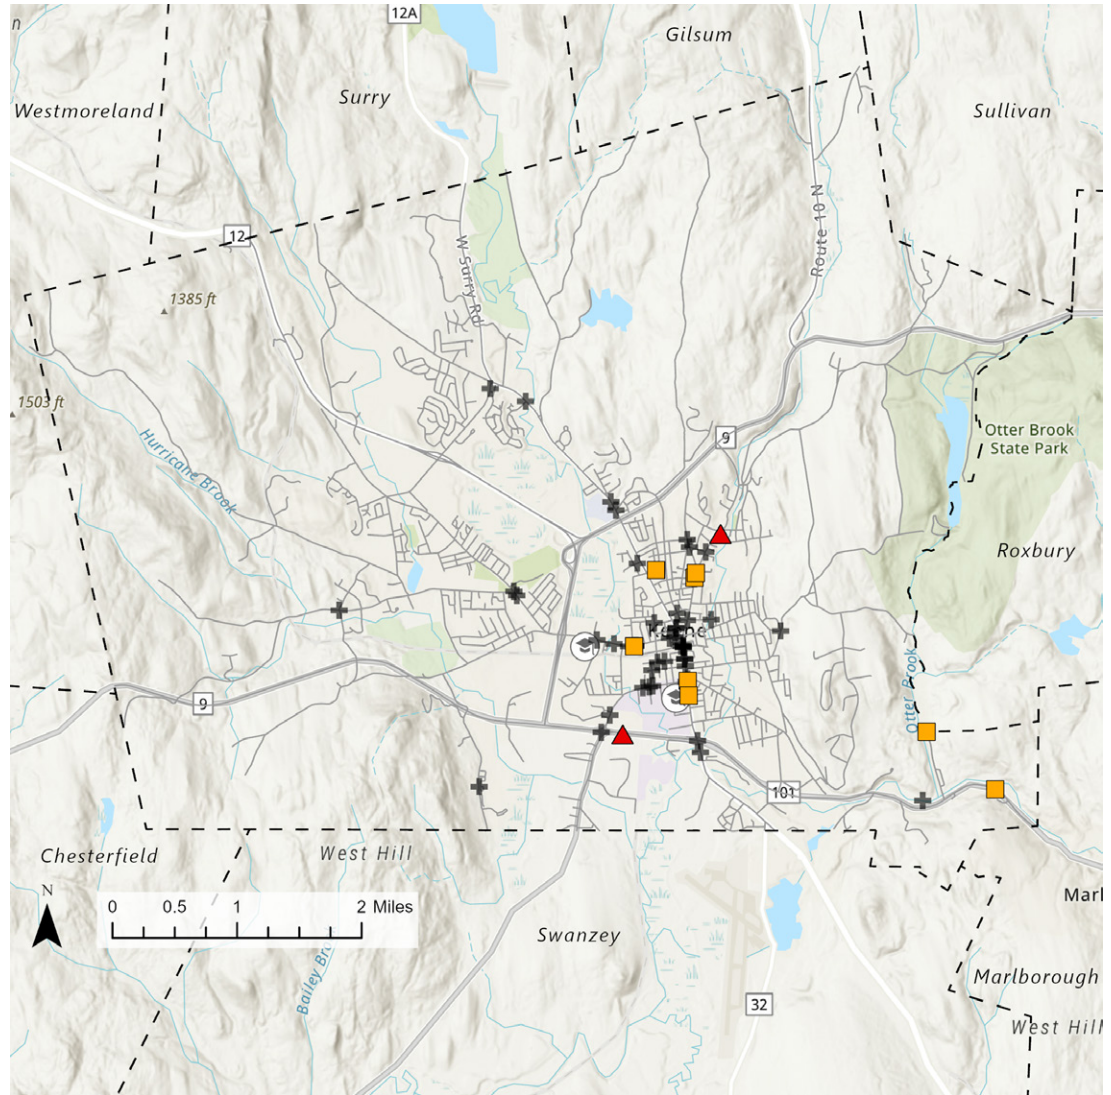 12A
n
Gilsum
Surry
Westmoreland
Sullivan
Route 10 N
12
W Surry Rd
1385 ft
1503 ft
Otter Brook
State Park
9
Hurricane Brook
Roxbury
Otter Brook
9
101
Chesterfield
West Hill
N
0 0.5 1 2 Miles
Marl
Swanzey
Bailey Bro
Marlborough
32
West Hill